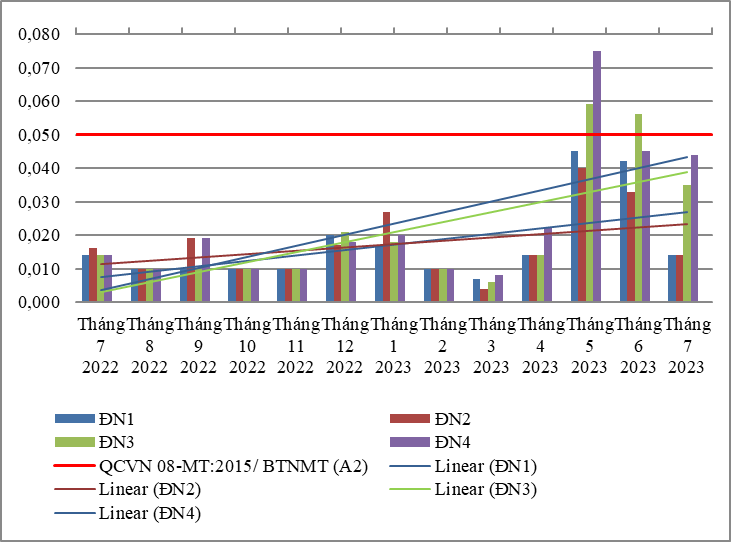 0,080
0,070
0,060
0,050
0,040
0,030
0,020
0,010
0,000
Tháng Tháng Tháng Tháng Tháng Tháng Tháng Tháng Tháng Tháng Tháng Tháng Tháng
7 8 9 10 11 12 1 2 3 4 5 6 7
2022 2022 2022 2022 2022 2022 2023 2023 2023 2023 2023 2023 2023
ĐN1 ĐN2
ĐN3 ĐN4
QCVN 08-MT:2015/ BTNMT (A2) Linear (ĐN1)
Linear (ĐN2) Linear (ĐN3)
Linear (ĐN4)